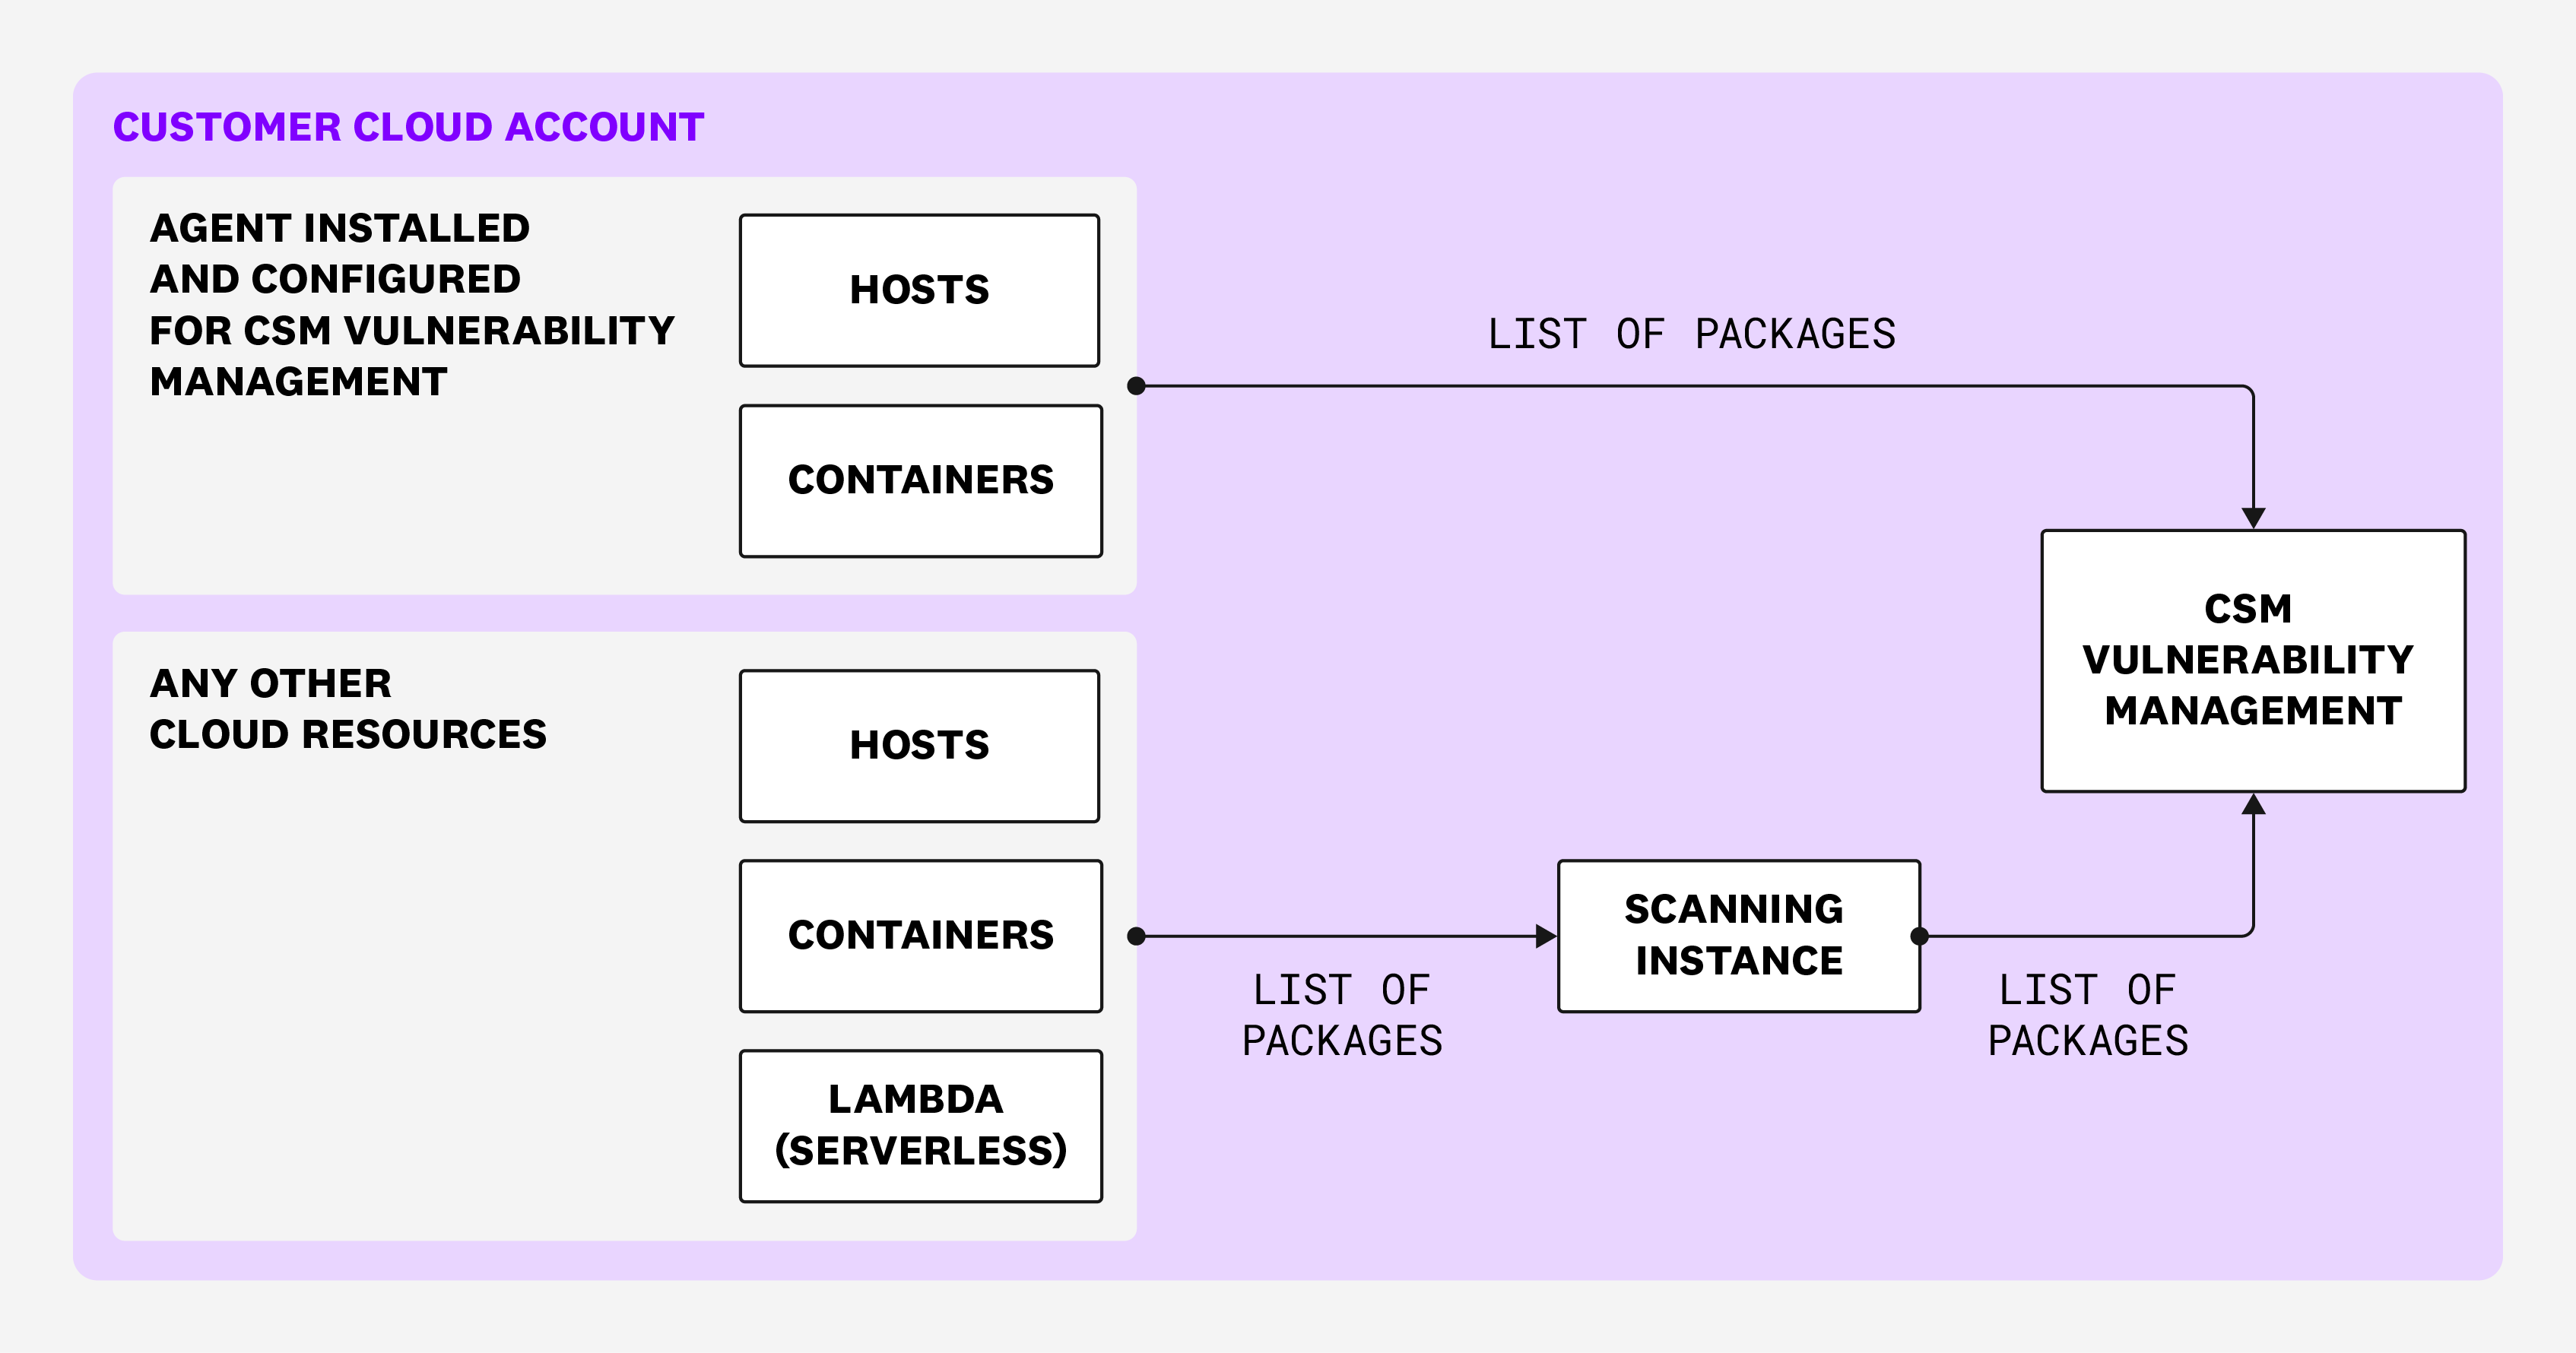 CUSTOMER CLOUD ACCOUNT
AGENT INSTALLED
AND CONFIGURED
FOR CSM VULNERABILITY
MANAGEMENT
HOSTS
CONTAINERS
LIST OF PACKAGES
CSM
VULNERABILITY
MANAGEMENT
ANY OTHER
CLOUD RESOURCES
HOSTS
CONTAINERS
LAMBDA
(SERVERLESS)
LIST OF
PACKAGES
SCANNING
INSTANCE
LIST OF
PACKAGES